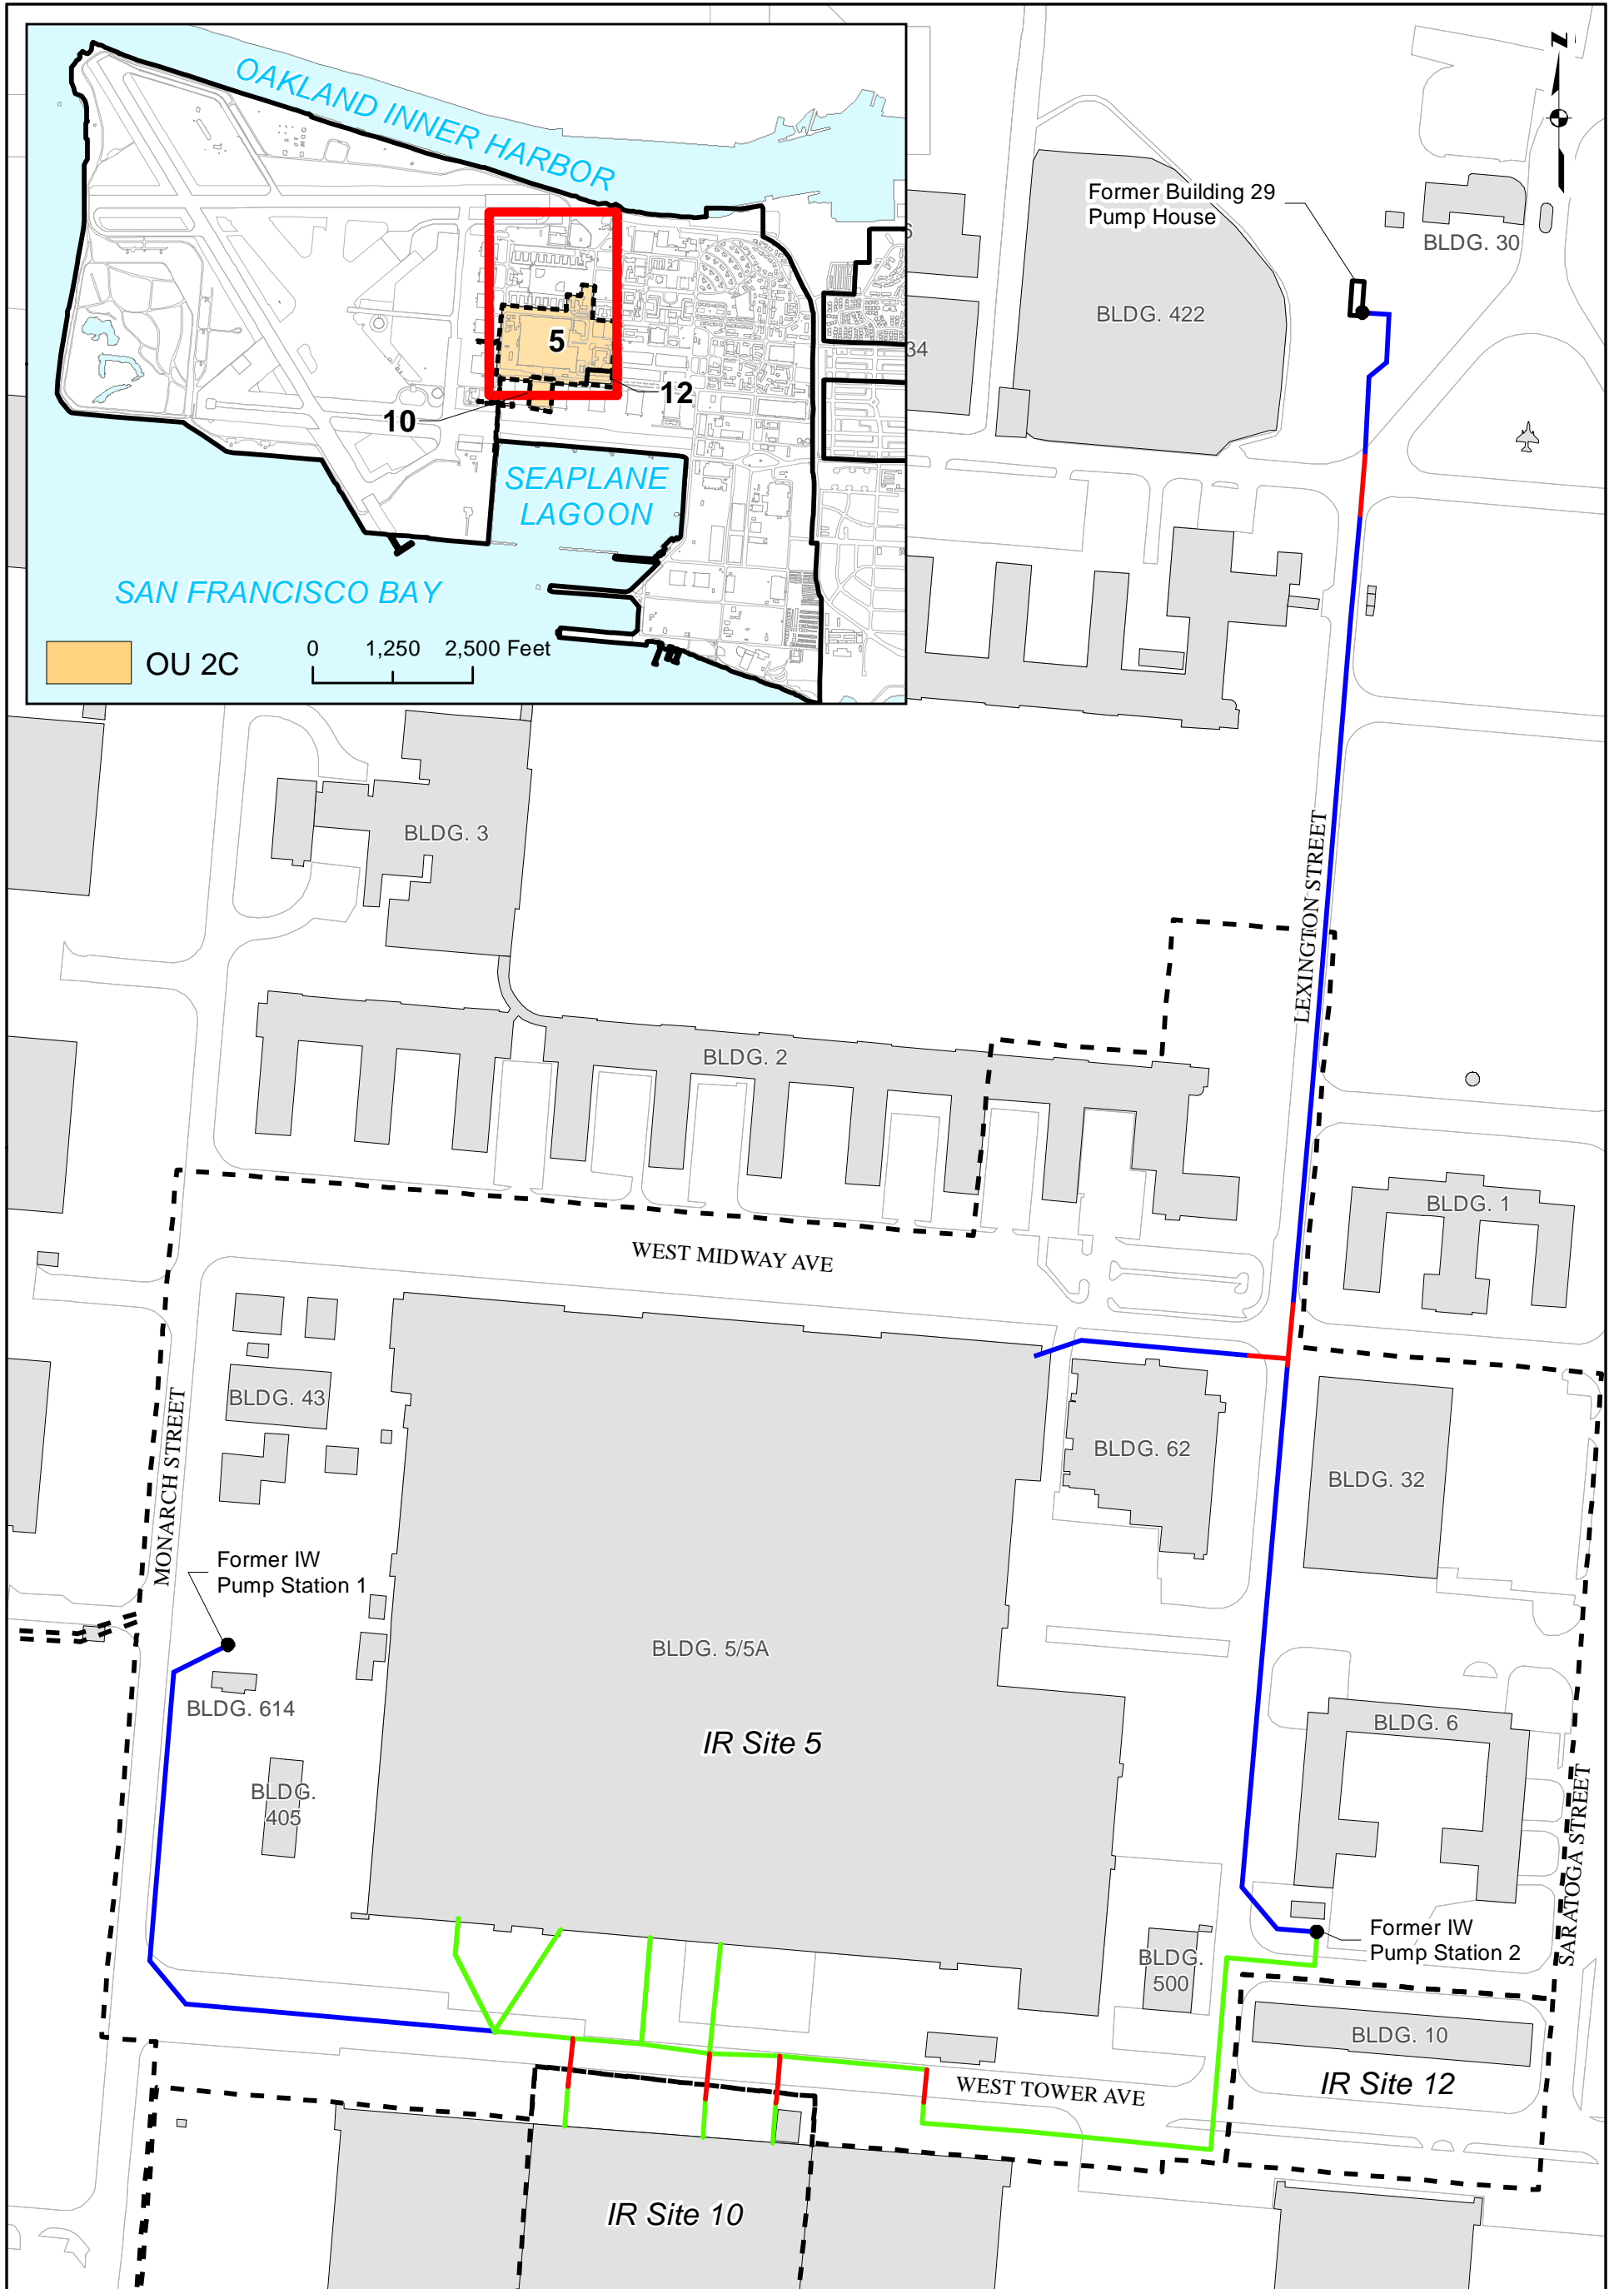 OAKLAND INNER HARBOR
5
10
12
SEAPLANE
LAGOON
SAN FRANCISCO BAY
OU 2C
0 1,250 2,500 Feet
N
Former Building 29
Pump House
BLDG. 30
BLDG. 422
34
BLDG. 3
LEXINGTON STREET
BLDG. 2
BLDG. 1
WEST MIDWAY AVE
BLDG. 43
MONARCH STREET
BLDG. 62
BLDG. 32
Former IW
Pump Station 1
BLDG. 5/5A
BLDG. 614
IR Site 5
BLDG. 6
BLDG.
405
SARATOGA STREET
Former IW
Pump Station 2
BLDG.
500
BLDG. 10
IR Site 12
WEST TOWER AVE
IR Site 10